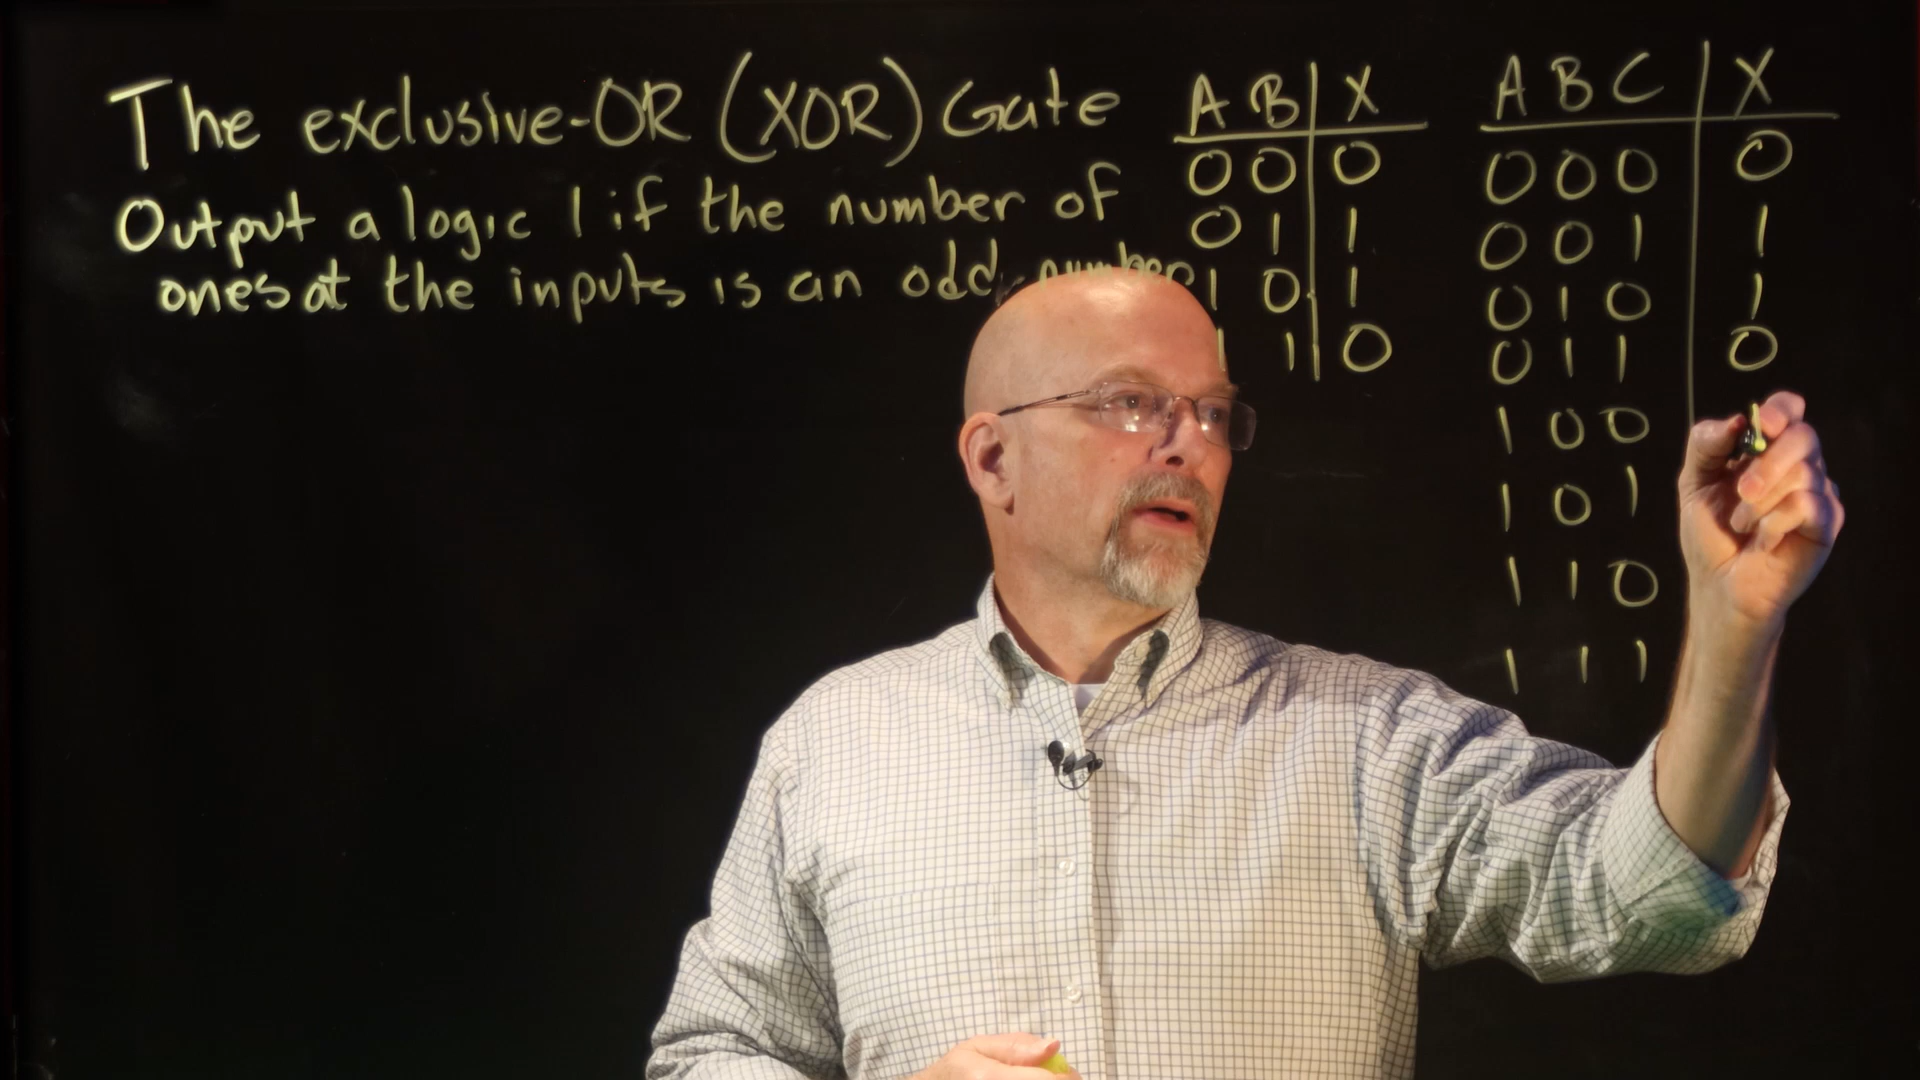 The exclusive-OR (XOR) Gate
Output a logic 1 if the number of
ones at the inputs is an odd number
A B X
0 0 0
0 1 1
1 0 1
1 1 0
A B C X
0 0 0 0
0 0 1 1
0 1 0 1
0 1 1 0
1 0 0
1 0 1
1 1 0
1 1 1